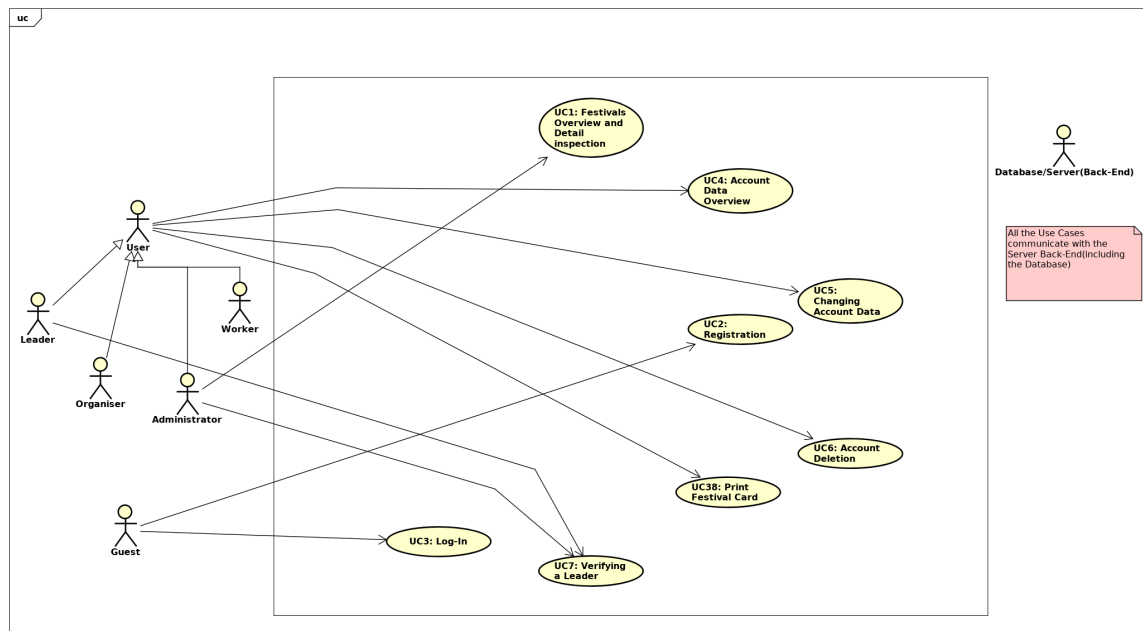 uc
UC1: Festivals
Overview and
Detail
inspection
Database/Server(Back-End)
UC4: Account
Data
Overview
User
All the Use Cases
communicate with the
Server Back-End(including
the Database)
UC5:
Changing
Account Data
Leader
Worker
UC2:
Registration
Organiser
Administrator
UC6: Account
Deletion
UC38: Print
Festival Card
Guest
UC3: Log-In
UC7: Verifying
a Leader